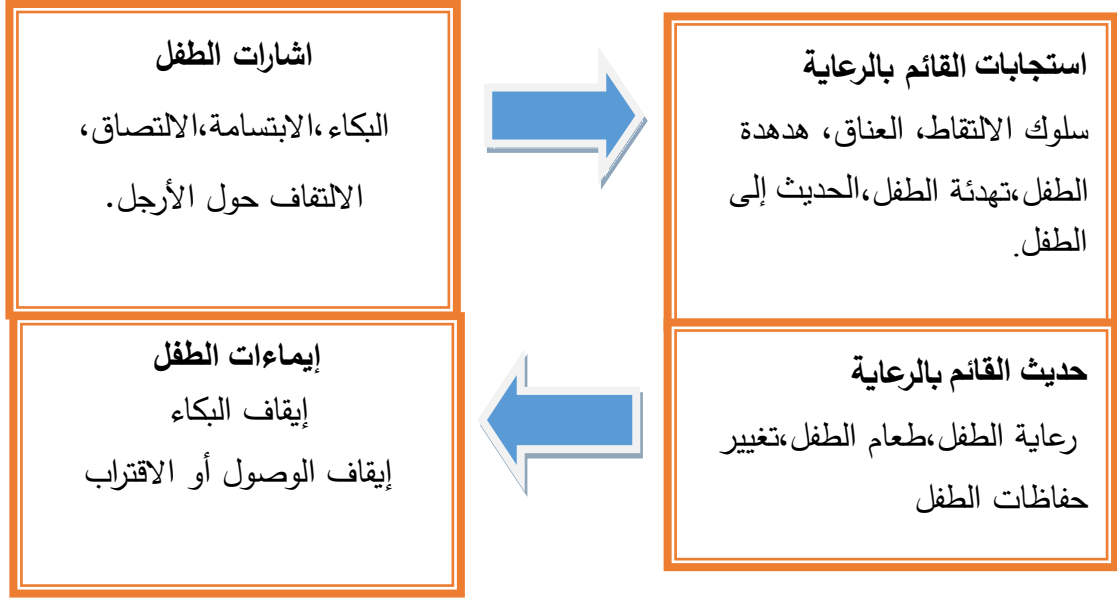 استجابات القائم بالرعاية
سلوك الالتقاط، العناق، هدهدة
الطفل،تهدئة الطفل،الحديث إلى
الطفل.
اشارات الطفل
البكاء،الابتسامة،الالتصاق،
الالتفاف حول الأرجل.
حديث القائم بالرعاية
رعاية الطفل،طعام الطفل،تغيير
حفاظات الطفل
إيماءات الطفل
إيقاف البكاء
إيقاف الوصول أو الاقتراب